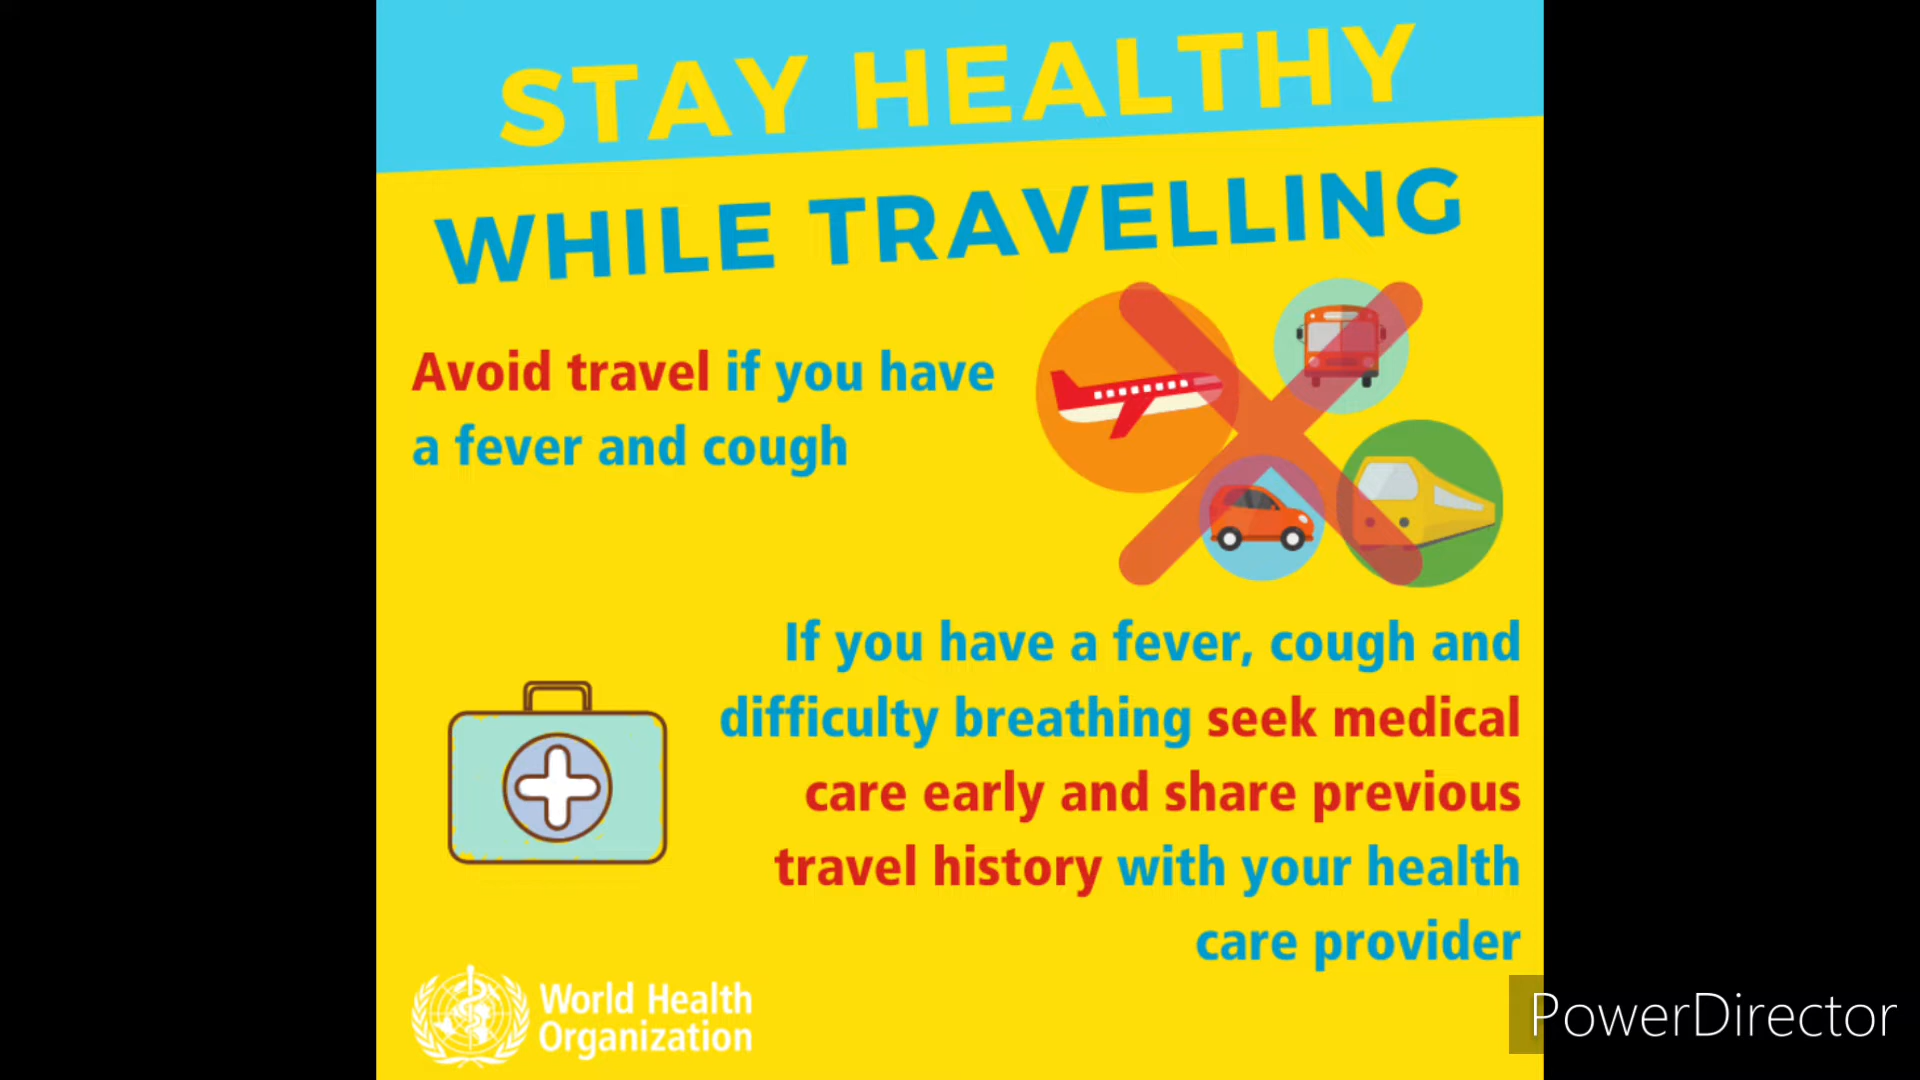 STAY HEALTHY
WHILE TRAVELLING
Avoid travel if you have
a fever and cough
If you have a fever, cough and
difficulty breathing seek medical
care early and share previous
travel history with your health
care provider
World Health
Organization
PowerDirector